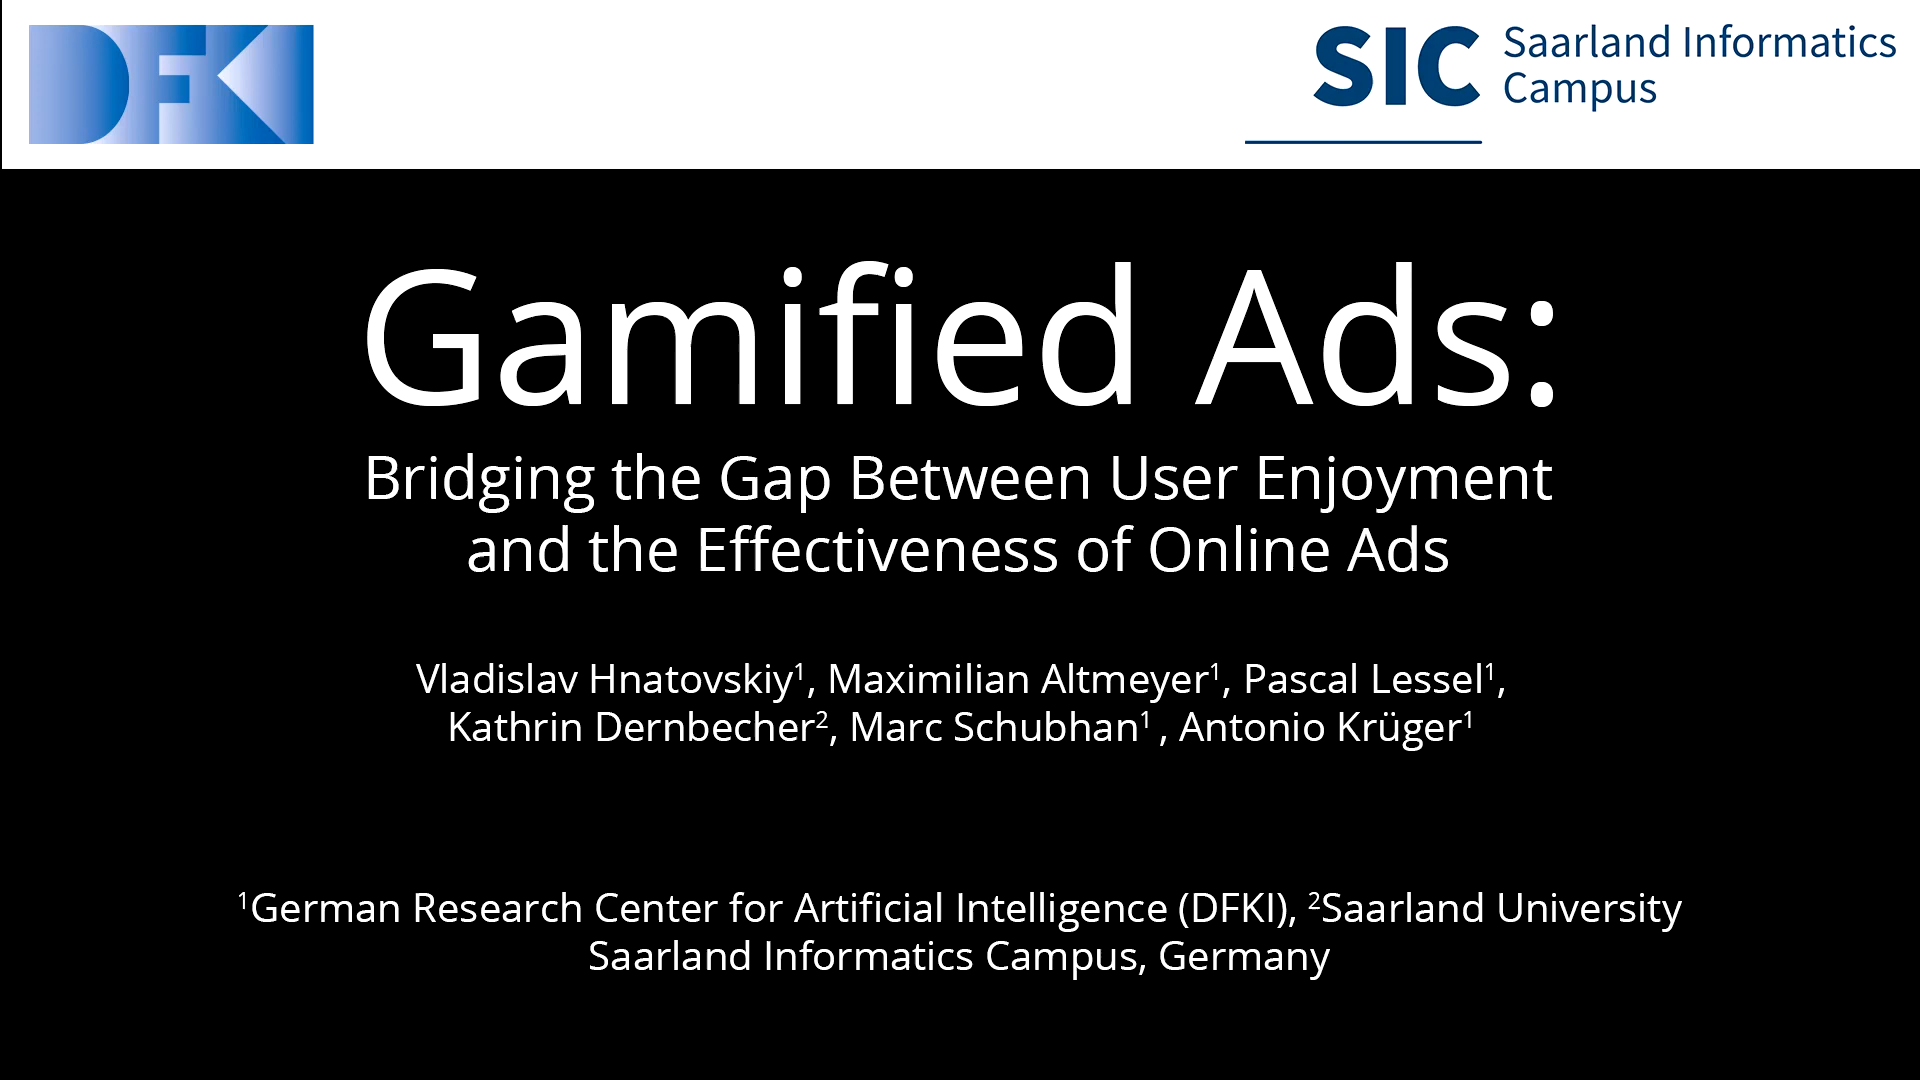 DFKI
SIC Saarland Informatics
Campus
Gamified Ads:
Bridging the Gap Between User Enjoyment
and the Effectiveness of Online Ads
Vladislav Hnatovskiy¹, Maximilian Altmeyer¹, Pascal Lessel¹,
Kathrin Dernbecher², Marc Schubhan¹ , Antonio Krüger¹
¹German Research Center for Artificial Intelligence (DFKI), ²Saarland University
Saarland Informatics Campus, Germany